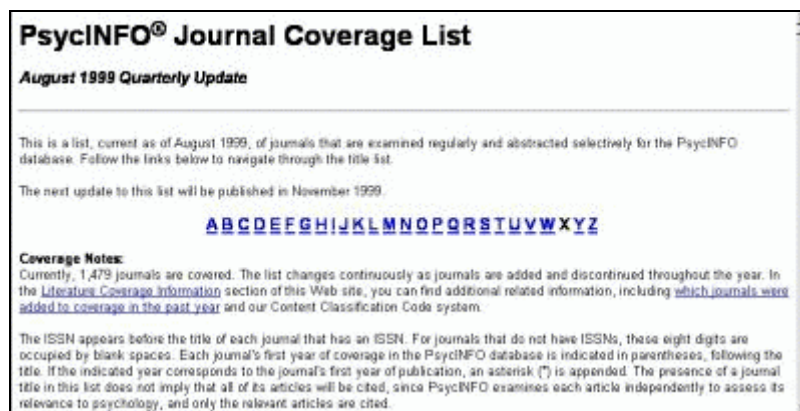 PsycINFO® Journal Coverage List
August 1999 Quarterly Update
This is a list, current as of August 1999, of journals that are examined regularly and abstracted selectively for the PsycINFO
database. Follow the links below to navigate through the title list.
The next update to this list will be published in November 1999.
A B C D E F G H I J K L M N O P Q R S T U V W X Y Z
Coverage Notes:
Currently, 1,479 journals are covered. The list changes continuously as journals are added and discontinued throughout the year. In
the Literature Coverage Information section of this Web site, you can find additional related information, including which journals were
added to coverage in the past year and our Content Classification Code system.
The ISSN appears before the title of each journal that has an ISSN. For journals that do not have ISSNs, these eight digits are
occupied by blank spaces. Each journal's first year of coverage in the PsycINFO database is indicated in parentheses, following the
title. If the indicated year corresponds to the journal's first year of publication, an asterisk (*) is appended. The presence of a journal
title in this list does not imply that all of its articles will be cited, since PsycINFO examines each article independently to assess its
relevance to psychology, and only the relevant articles are cited.